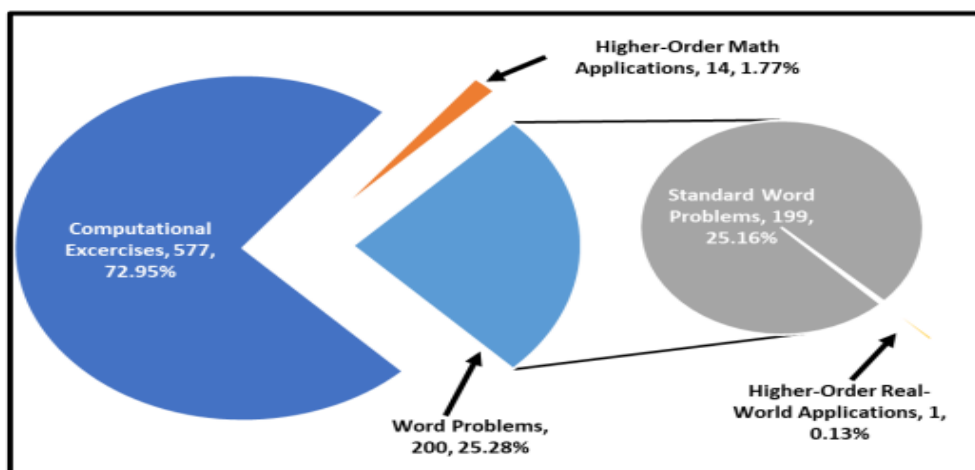 Higher-Order Math
Applications, 14, 1.77%
Computational
Excercises, 577,
72.95%
Standard Word
Problems, 199,
25.16%
Word Problems,
200, 25.28%
Higher-Order Real-
World Applications, 1,
0.13%